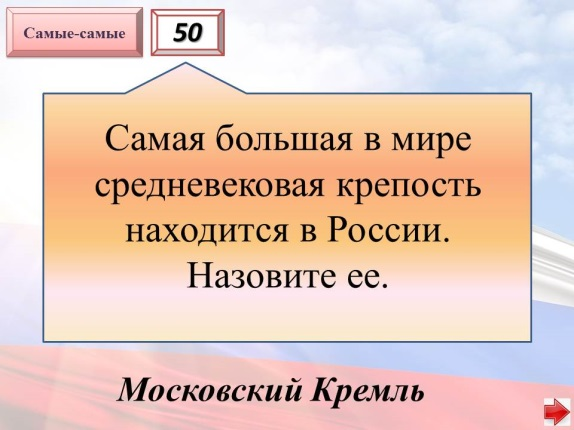 Самые-самые
50
Самая большая в мире
средневековая крепость
находится в России.
Назовите ее.
Московский Кремль